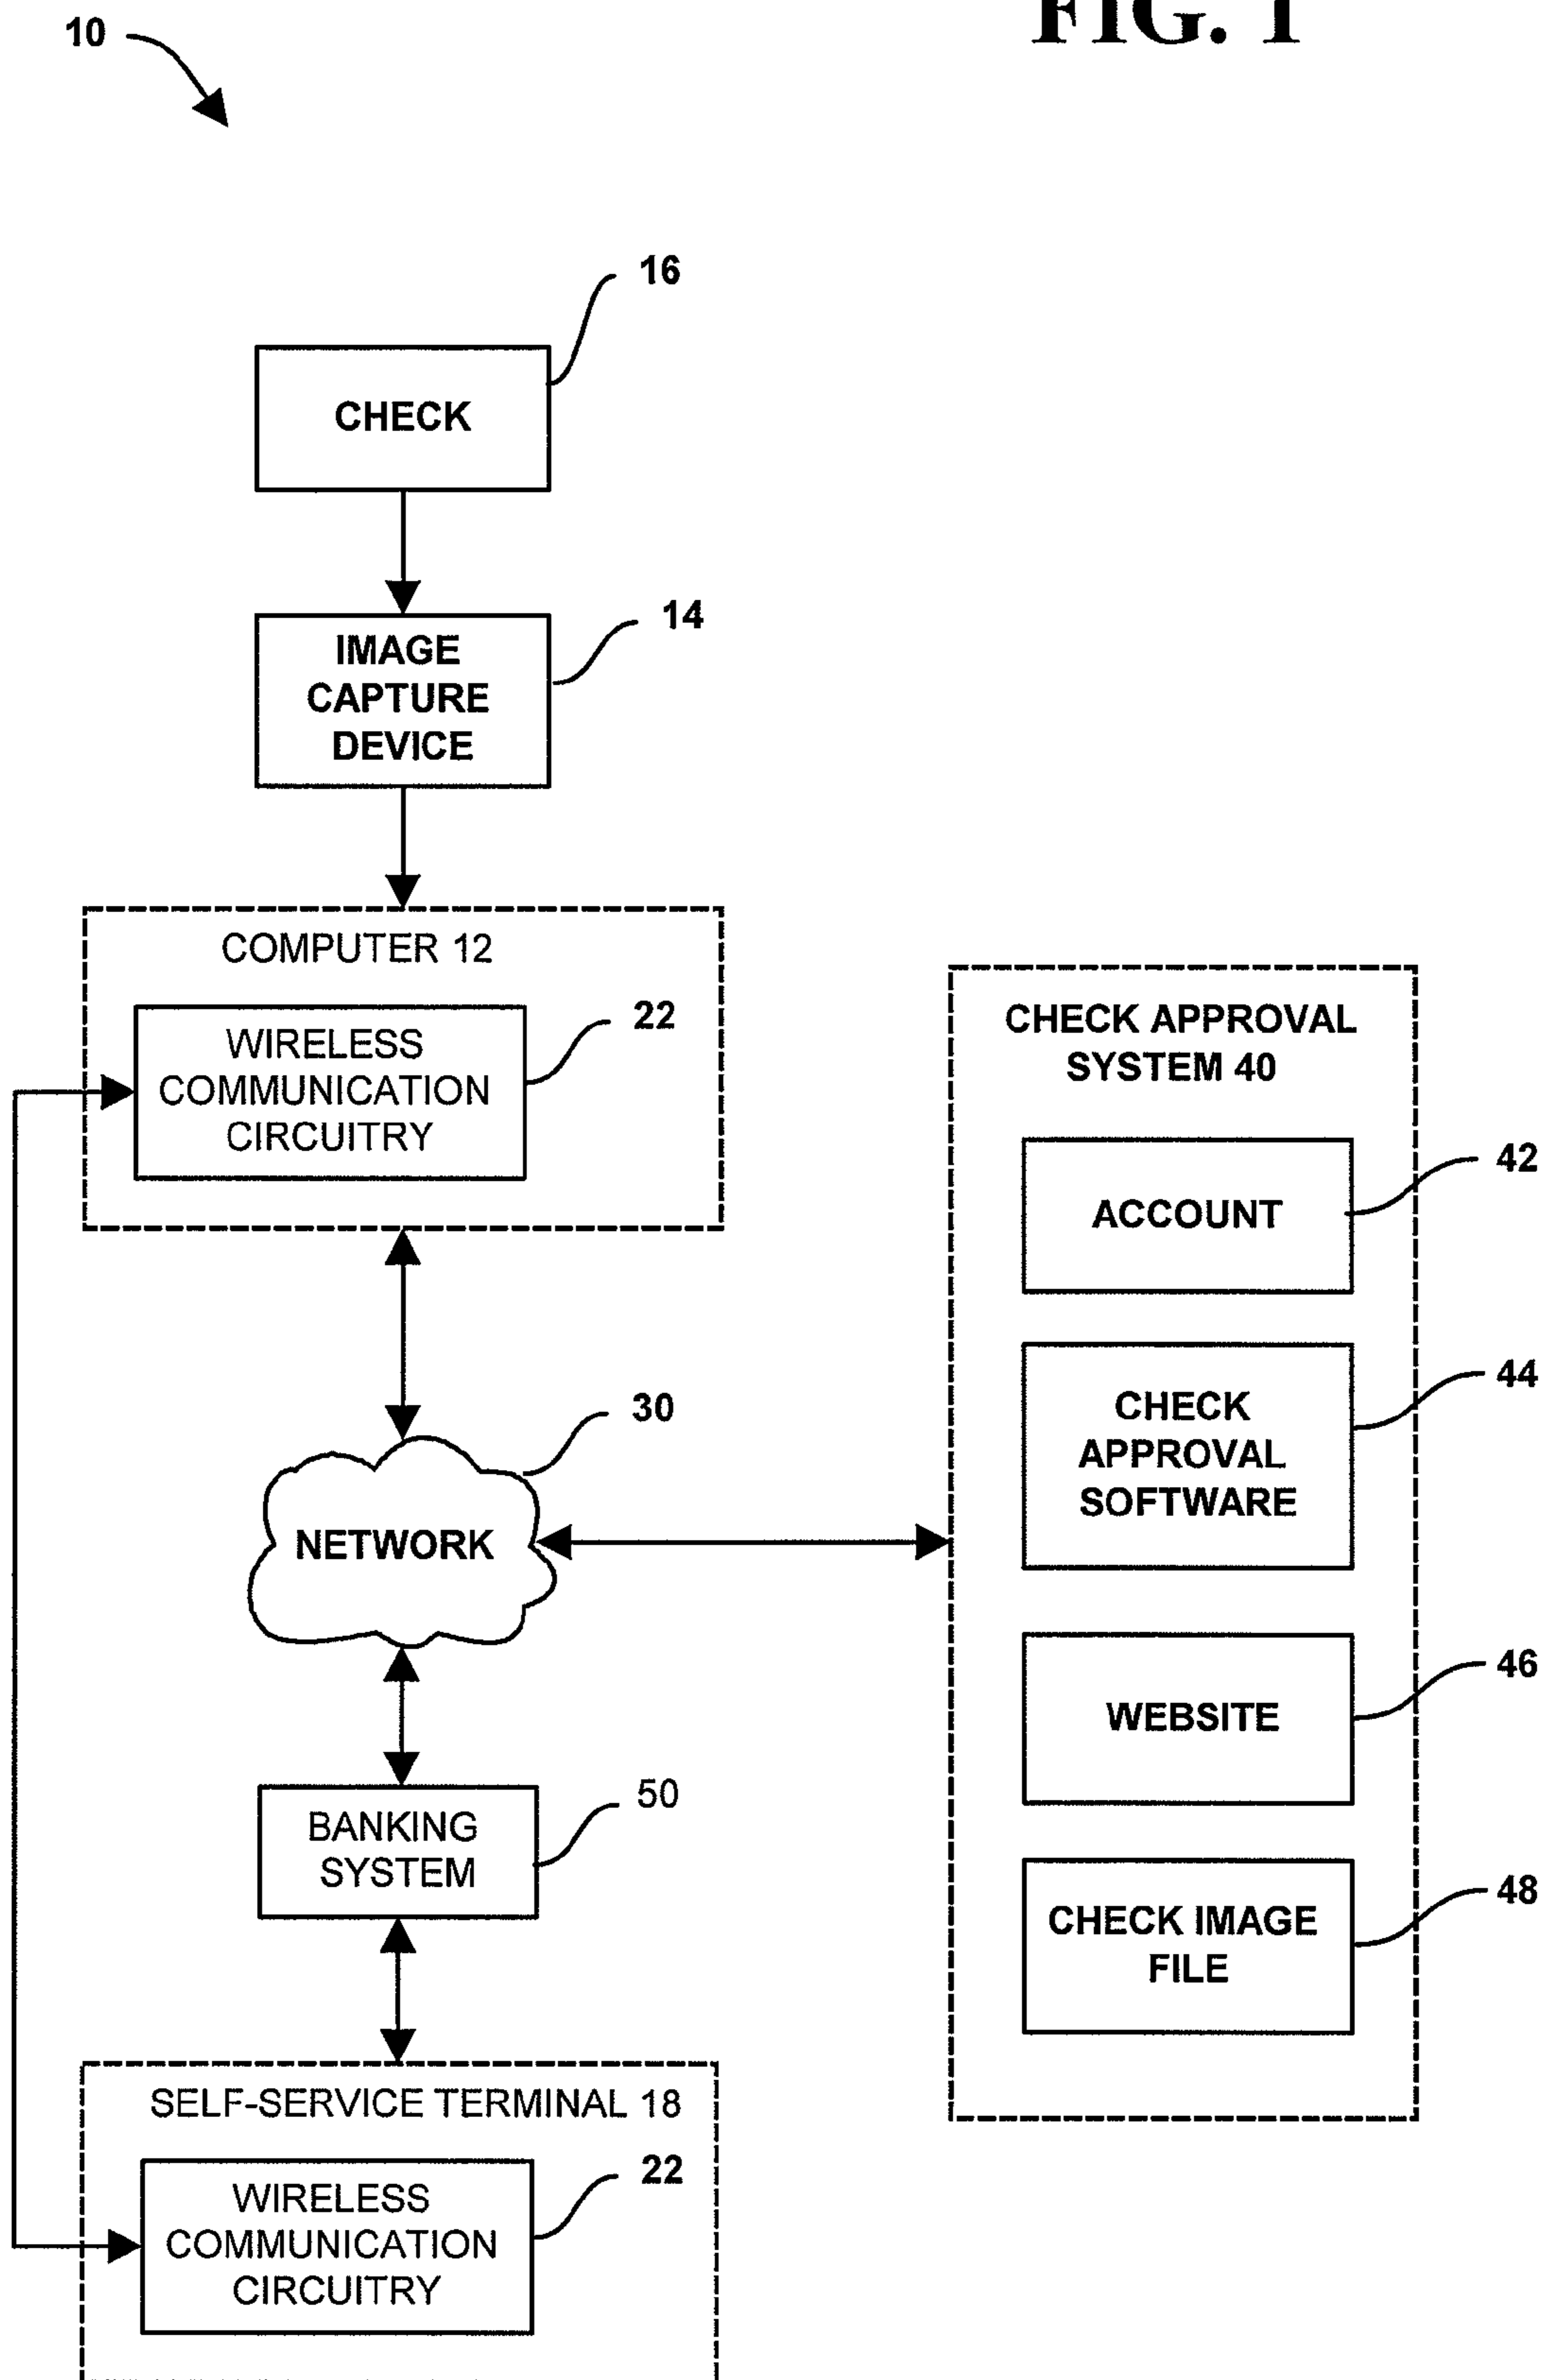 10
FIG. 1
16
CHECK
14
IMAGE
CAPTURE
DEVICE
COMPUTER 12
22
WIRELESS
COMMUNICATION
CIRCUITRY
CHECK APPROVAL
SYSTEM 40
42
ACCOUNT
44
CHECK
APPROVAL
SOFTWARE
30
NETWORK
46
WEBSITE
50
BANKING
SYSTEM
48
CHECK IMAGE
FILE
SELF-SERVICE TERMINAL 18
22
WIRELESS
COMMUNICATION
CIRCUITRY